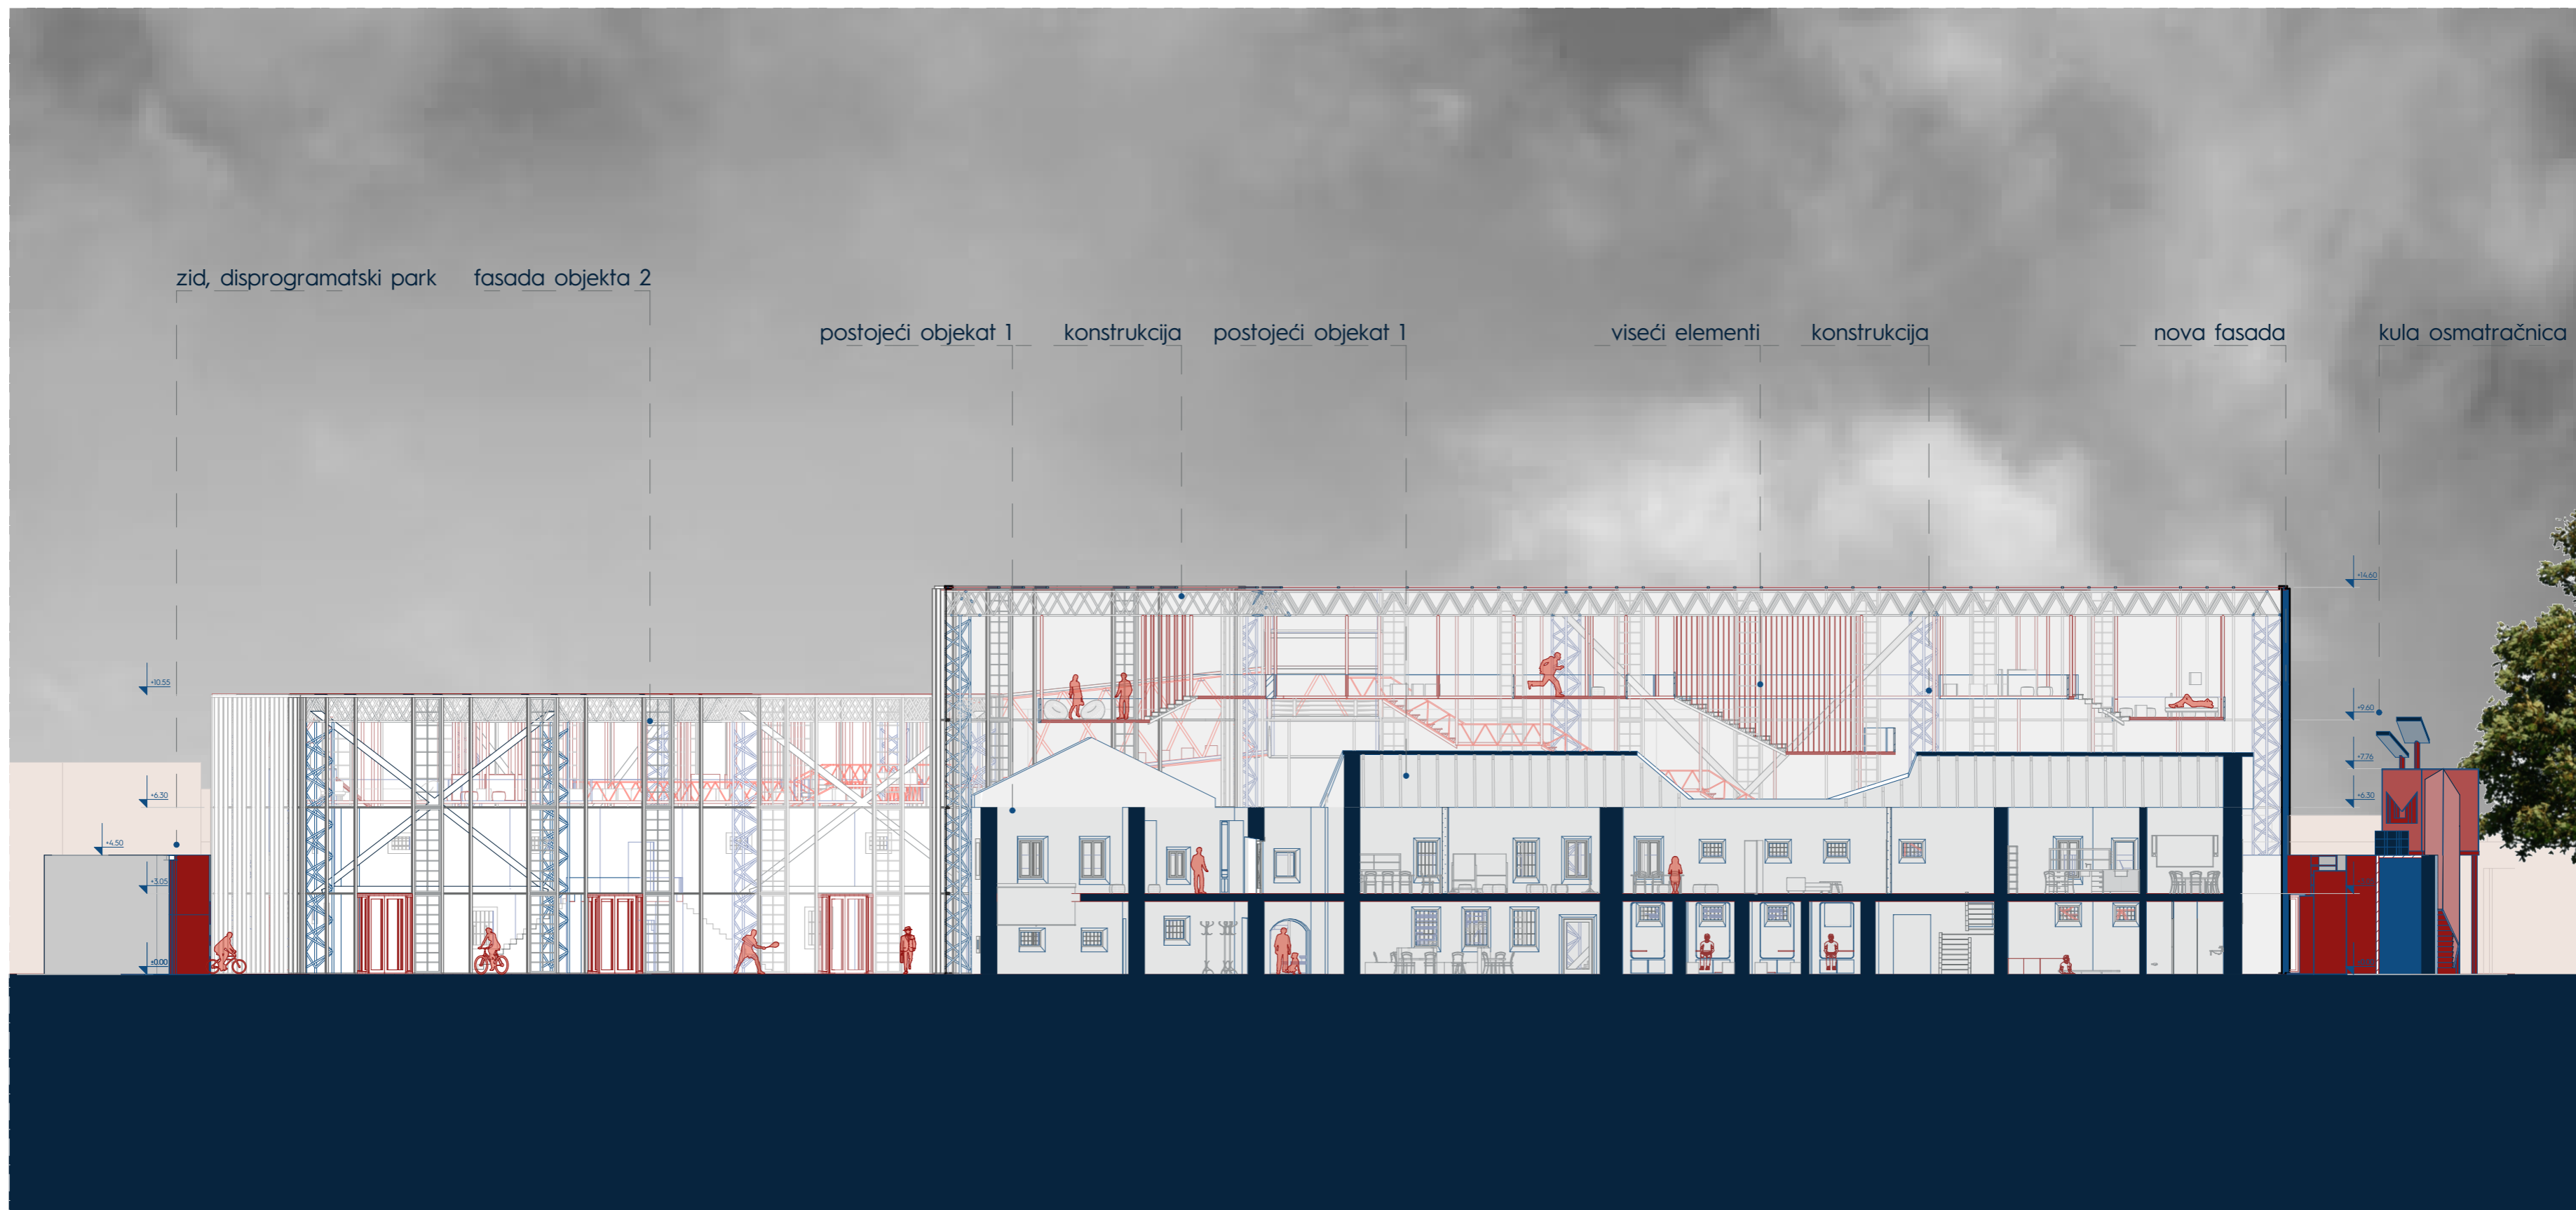 zid, disprogramatski park
fasada objekta 2
postojeći objekat 1
konstrukcija
postojeći objekat 1
viseći elementi
konstrukcija
nova fasada
kula osmatračnica
+14.60
+10.55
+9.60
+7.76
+6.30
+6.30
+4.50
+3.05
±0.00